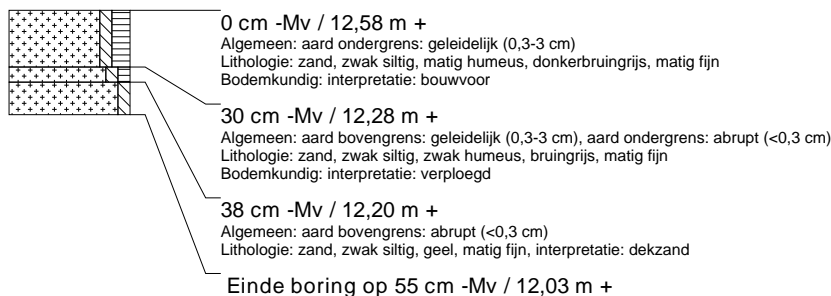 0 cm -Mv / 12,58 m +
Algemeen: aard ondergrens: geleidelijk (0,3-3 cm)
Lithologie: zand, zwak siltig, matig humeus, donkerbruingrijs, matig fijn
Bodemkundig: interpretatie: bouwvoor
30 cm -Mv / 12,28 m +
Algemeen: aard bovengrens: geleidelijk (0,3-3 cm), aard ondergrens: abrupt (<0,3 cm)
Lithologie: zand, zwak siltig, zwak humeus, bruingrijs, matig fijn
Bodemkundig: interpretatie: verploegd
38 cm -Mv / 12,20 m +
Algemeen: aard bovengrens: abrupt (<0,3 cm)
Lithologie: zand, zwak siltig, geel, matig fijn, interpretatie: dekzand
Einde boring op 55 cm -Mv / 12,03 m +